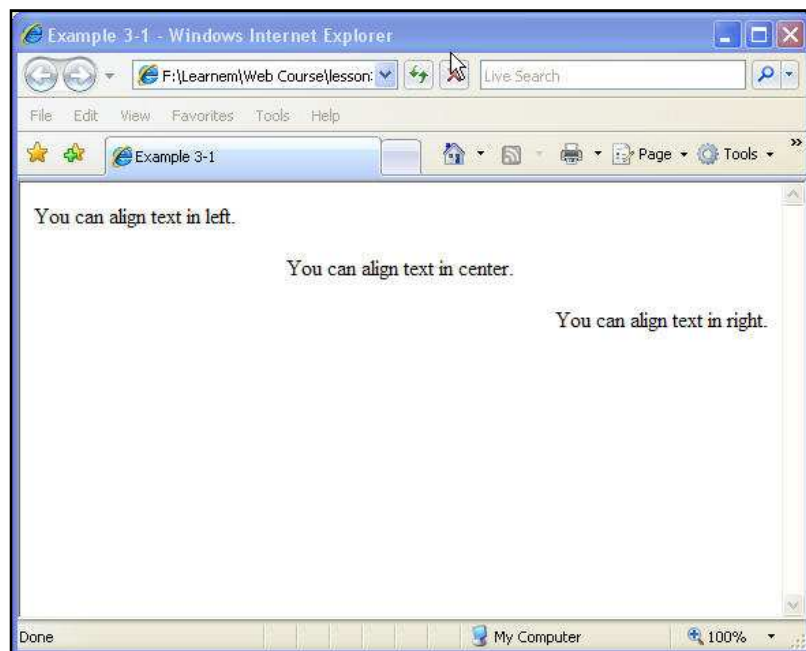 Example 3-1 - Windows Internet Explorer
F:\Learnem\Web Course\lesson
Live Search
File Edit View Favorites Tools Help
Example 3-1
Page Tools »
You can align text in left.
You can align text in center.
You can align text in right.
Done My Computer 100%